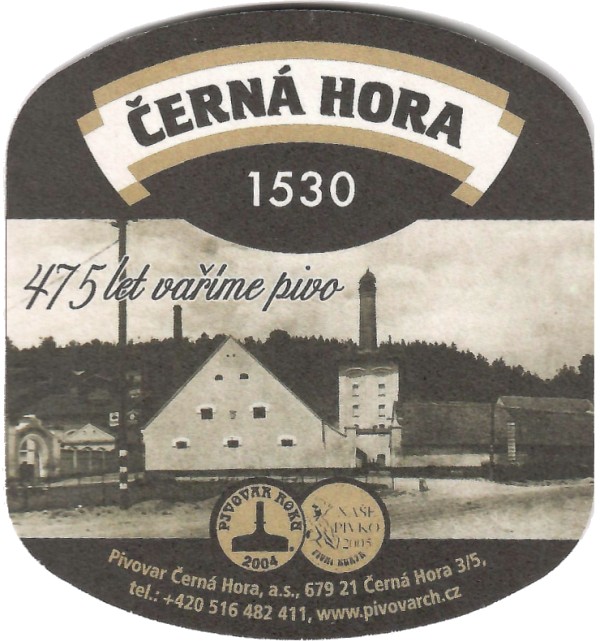 ČERNÁ HORA
1530
475 let vaříme pivo
PIVOVAR ROKU
2004
NAŠE
PIVKO
2005
Pivovar Černá Hora, a.s., 679 21 Černá Hora 3/5,
tel.: +420 516 482 411, www.pivovarch.cz